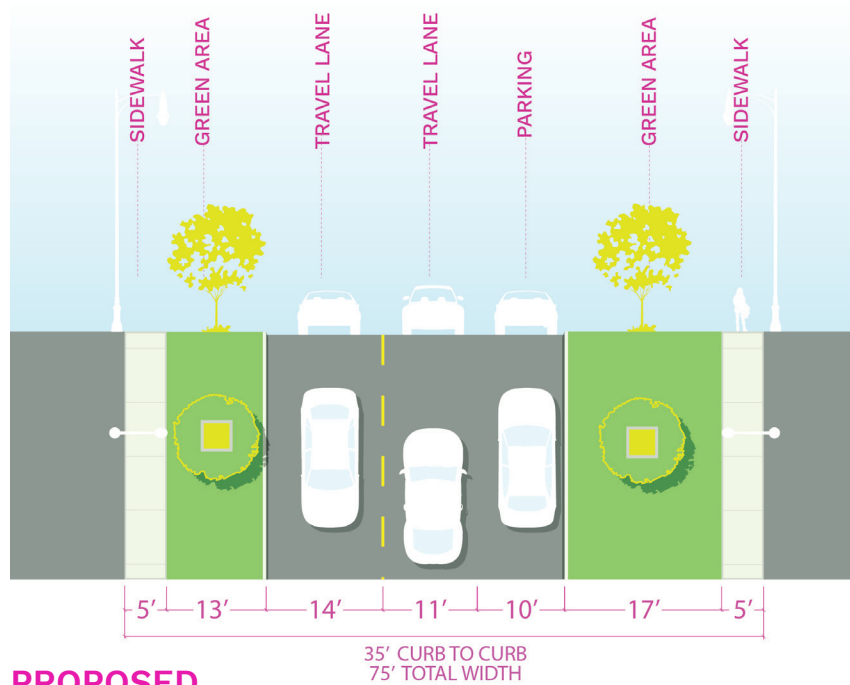 SIDEWALK
GREEN AREA
TRAVEL LANE
TRAVEL LANE
PARKING
GREEN AREA
SIDEWALK
5' 13' 14' 11' 10' 17' 5'
35' CURB TO CURB
75' TOTAL WIDTH
PROPOSED